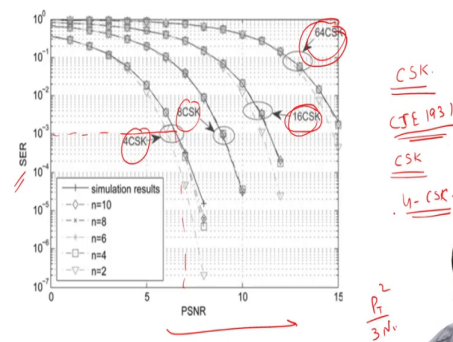 10^0
10^-1
10^-2
10^-3
10^-4
10^-5
10^-6
10^-7
SER
0
5
10
15
PSNR
4CSK
8CSK
16CSK
64CSK
simulation results
n=10
n=8
n=6
n=4
n=2
CSK.
CIE 1931
CSK
4-CSK.
P_T^2
3 N₀